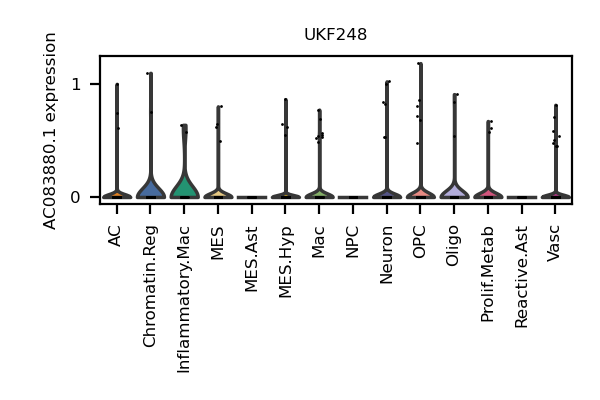 UKF248
AC083880.1 expression
1
0
AC
Chromatin.Reg
Inflammatory.Mac
MES
MES.Ast
MES.Hyp
Mac
NPC
Neuron
OPC
Oligo
Prolif.Metab
Reactive.Ast
Vasc